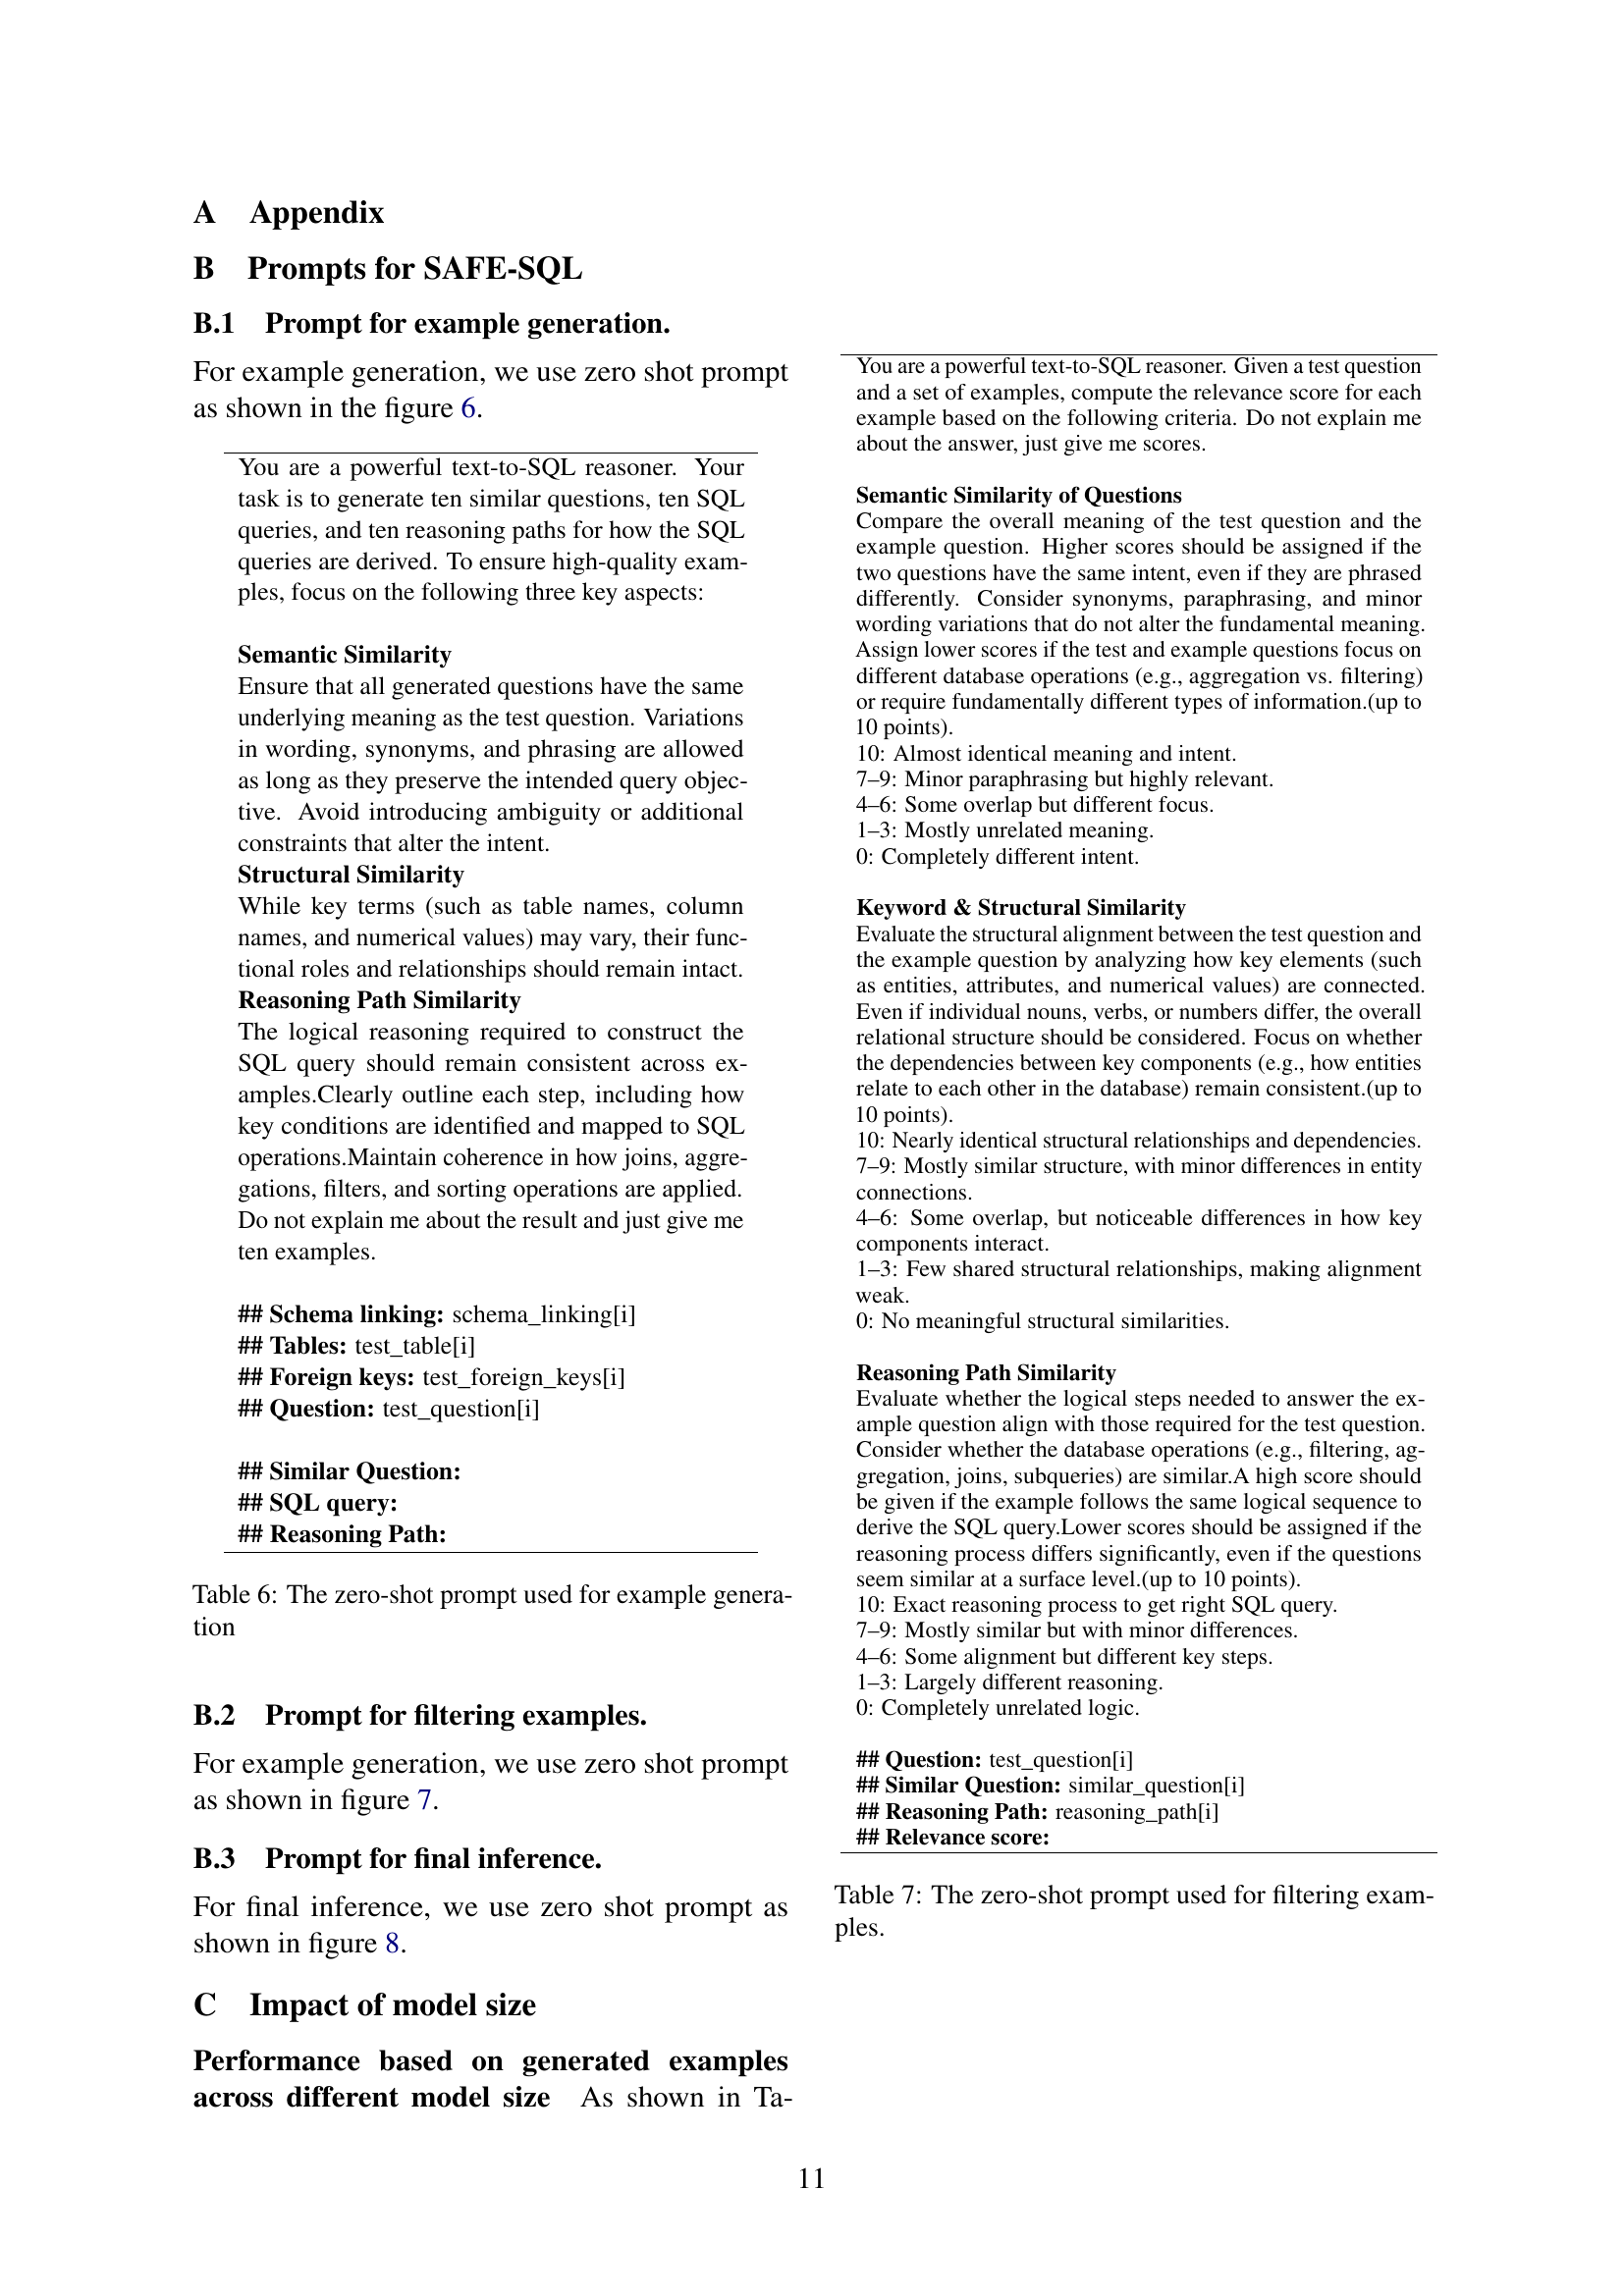 A Appendix
B Prompts for SAFE-SQL
B.1 Prompt for example generation.
For example generation, we use zero shot prompt
as shown in the figure 6.
You are a powerful text-to-SQL reasoner. Your
task is to generate ten similar questions, ten SQL
queries, and ten reasoning paths for how the SQL
queries are derived. To ensure high-quality exam-
ples, focus on the following three key aspects:
Semantic Similarity
Ensure that all generated questions have the same
underlying meaning as the test question. Variations
in wording, synonyms, and phrasing are allowed
as long as they preserve the intended query objec-
tive. Avoid introducing ambiguity or additional
constraints that alter the intent.
Structural Similarity
While key terms (such as table names, column
names, and numerical values) may vary, their func-
tional roles and relationships should remain intact.
Reasoning Path Similarity
The logical reasoning required to construct the
SQL query should remain consistent across ex-
amples.Clearly outline each step, including how
key conditions are identified and mapped to SQL
operations.Maintain coherence in how joins, aggre-
gations, filters, and sorting operations are applied.
Do not explain me about the result and just give me
ten examples.
## Schema linking: schema_linking[i]
## Tables: test_table[i]
## Foreign keys: test_foreign_keys[i]
## Question: test_question[i]
## Similar Question:
## SQL query:
## Reasoning Path:
Table 6: The zero-shot prompt used for example genera-
tion
B.2 Prompt for filtering examples.
For example generation, we use zero shot prompt
as shown in figure 7.
B.3 Prompt for final inference.
For final inference, we use zero shot prompt as
shown in figure 8.
C Impact of model size
Performance based on generated examples
across different model size As shown in Ta-
You are a powerful text-to-SQL reasoner. Given a test question
and a set of examples, compute the relevance score for each
example based on the following criteria. Do not explain me
about the answer, just give me scores.
Semantic Similarity of Questions
Compare the overall meaning of the test question and the
example question. Higher scores should be assigned if the
two questions have the same intent, even if they are phrased
differently. Consider synonyms, paraphrasing, and minor
wording variations that do not alter the fundamental meaning.
Assign lower scores if the test and example questions focus on
different database operations (e.g., aggregation vs. filtering)
or require fundamentally different types of information.(up to
10 points).
10: Almost identical meaning and intent.
7–9: Minor paraphrasing but highly relevant.
4–6: Some overlap but different focus.
1–3: Mostly unrelated meaning.
0: Completely different intent.
Keyword & Structural Similarity
Evaluate the structural alignment between the test question and
the example question by analyzing how key elements (such
as entities, attributes, and numerical values) are connected.
Even if individual nouns, verbs, or numbers differ, the overall
relational structure should be considered. Focus on whether
the dependencies between key components (e.g., how entities
relate to each other in the database) remain consistent.(up to
10 points).
10: Nearly identical structural relationships and dependencies.
7–9: Mostly similar structure, with minor differences in entity
connections.
4–6: Some overlap, but noticeable differences in how key
components interact.
1–3: Few shared structural relationships, making alignment
weak.
0: No meaningful structural similarities.
Reasoning Path Similarity
Evaluate whether the logical steps needed to answer the ex-
ample question align with those required for the test question.
Consider whether the database operations (e.g., filtering, ag-
gregation, joins, subqueries) are similar.A high score should
be given if the example follows the same logical sequence to
derive the SQL query.Lower scores should be assigned if the
reasoning process differs significantly, even if the questions
seem similar at a surface level.(up to 10 points).
10: Exact reasoning process to get right SQL query.
7–9: Mostly similar but with minor differences.
4–6: Some alignment but different key steps.
1–3: Largely different reasoning.
0: Completely unrelated logic.
## Question: test_question[i]
## Similar Question: similar_question[i]
## Reasoning Path: reasoning_path[i]
## Relevance score:
Table 7: The zero-shot prompt used for filtering exam-
ples.
11